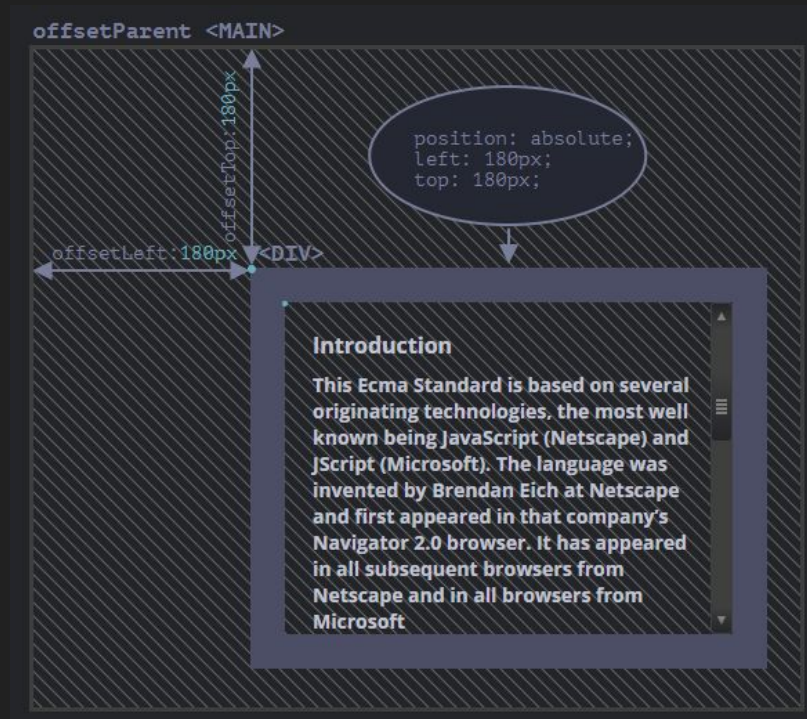 offsetParent <MAIN>
offsetTop:180px
position: absolute;
left: 180px;
top: 180px;
offsetLeft:180px
<DIV>
Introduction
This Ecma Standard is based on several
originating technologies, the most well
known being JavaScript (Netscape) and
JScript (Microsoft). The language was
invented by Brendan Eich at Netscape
and first appeared in that company’s
Navigator 2.0 browser. It has appeared
in all subsequent browsers from
Netscape and in all browsers from
Microsoft